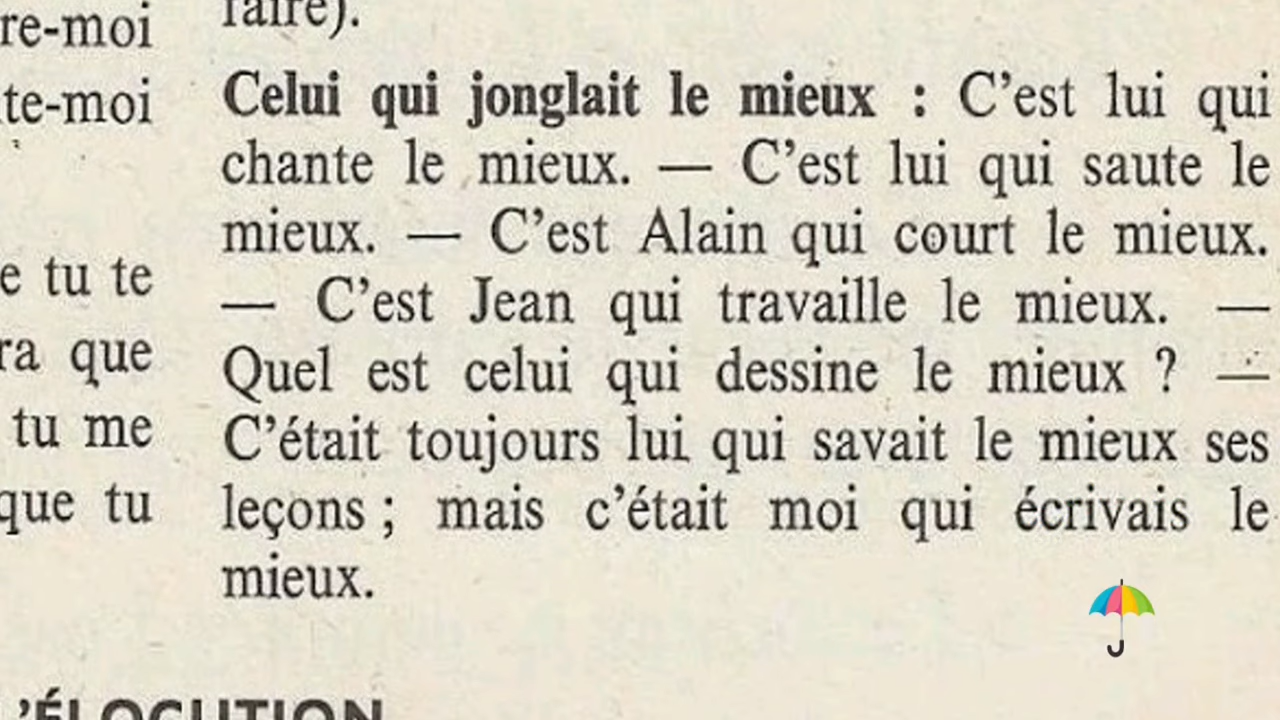 re-moi
te-moi
e tu te
ra que
tu me
que tu
faire).
Celui qui jonglait le mieux : C'est lui qui
chante le mieux. — C'est lui qui saute le
mieux. — C'est Alain qui court le mieux.
— C'est Jean qui travaille le mieux. —
Quel est celui qui dessine le mieux ? —
C'était toujours lui qui savait le mieux ses
leçons ; mais c'était moi qui écrivais le
mieux.
'ÉLOCUTION